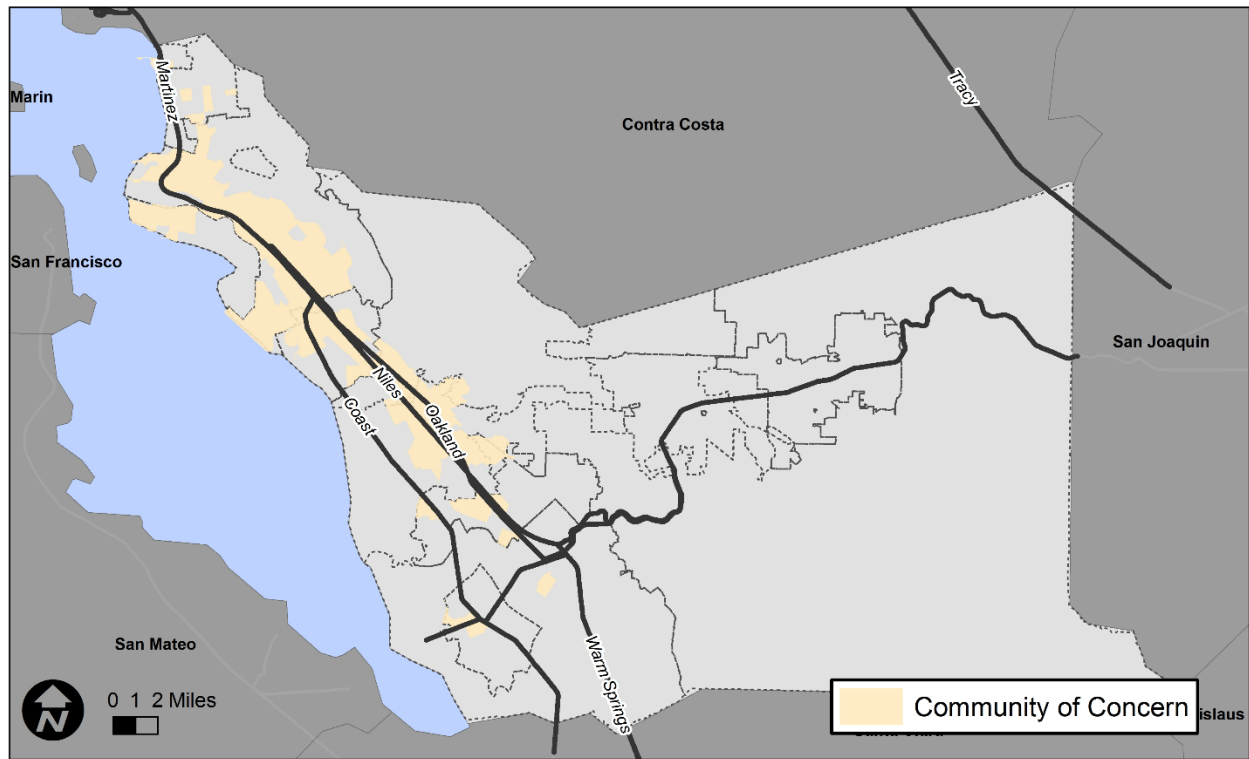 Martinez
Marin
Tracy
Contra Costa
San Francisco
San Joaquin
Niles
Oakland
Coast
San Mateo
Warm Springs
N
0 1 2 Miles
Community of Concern
islaus